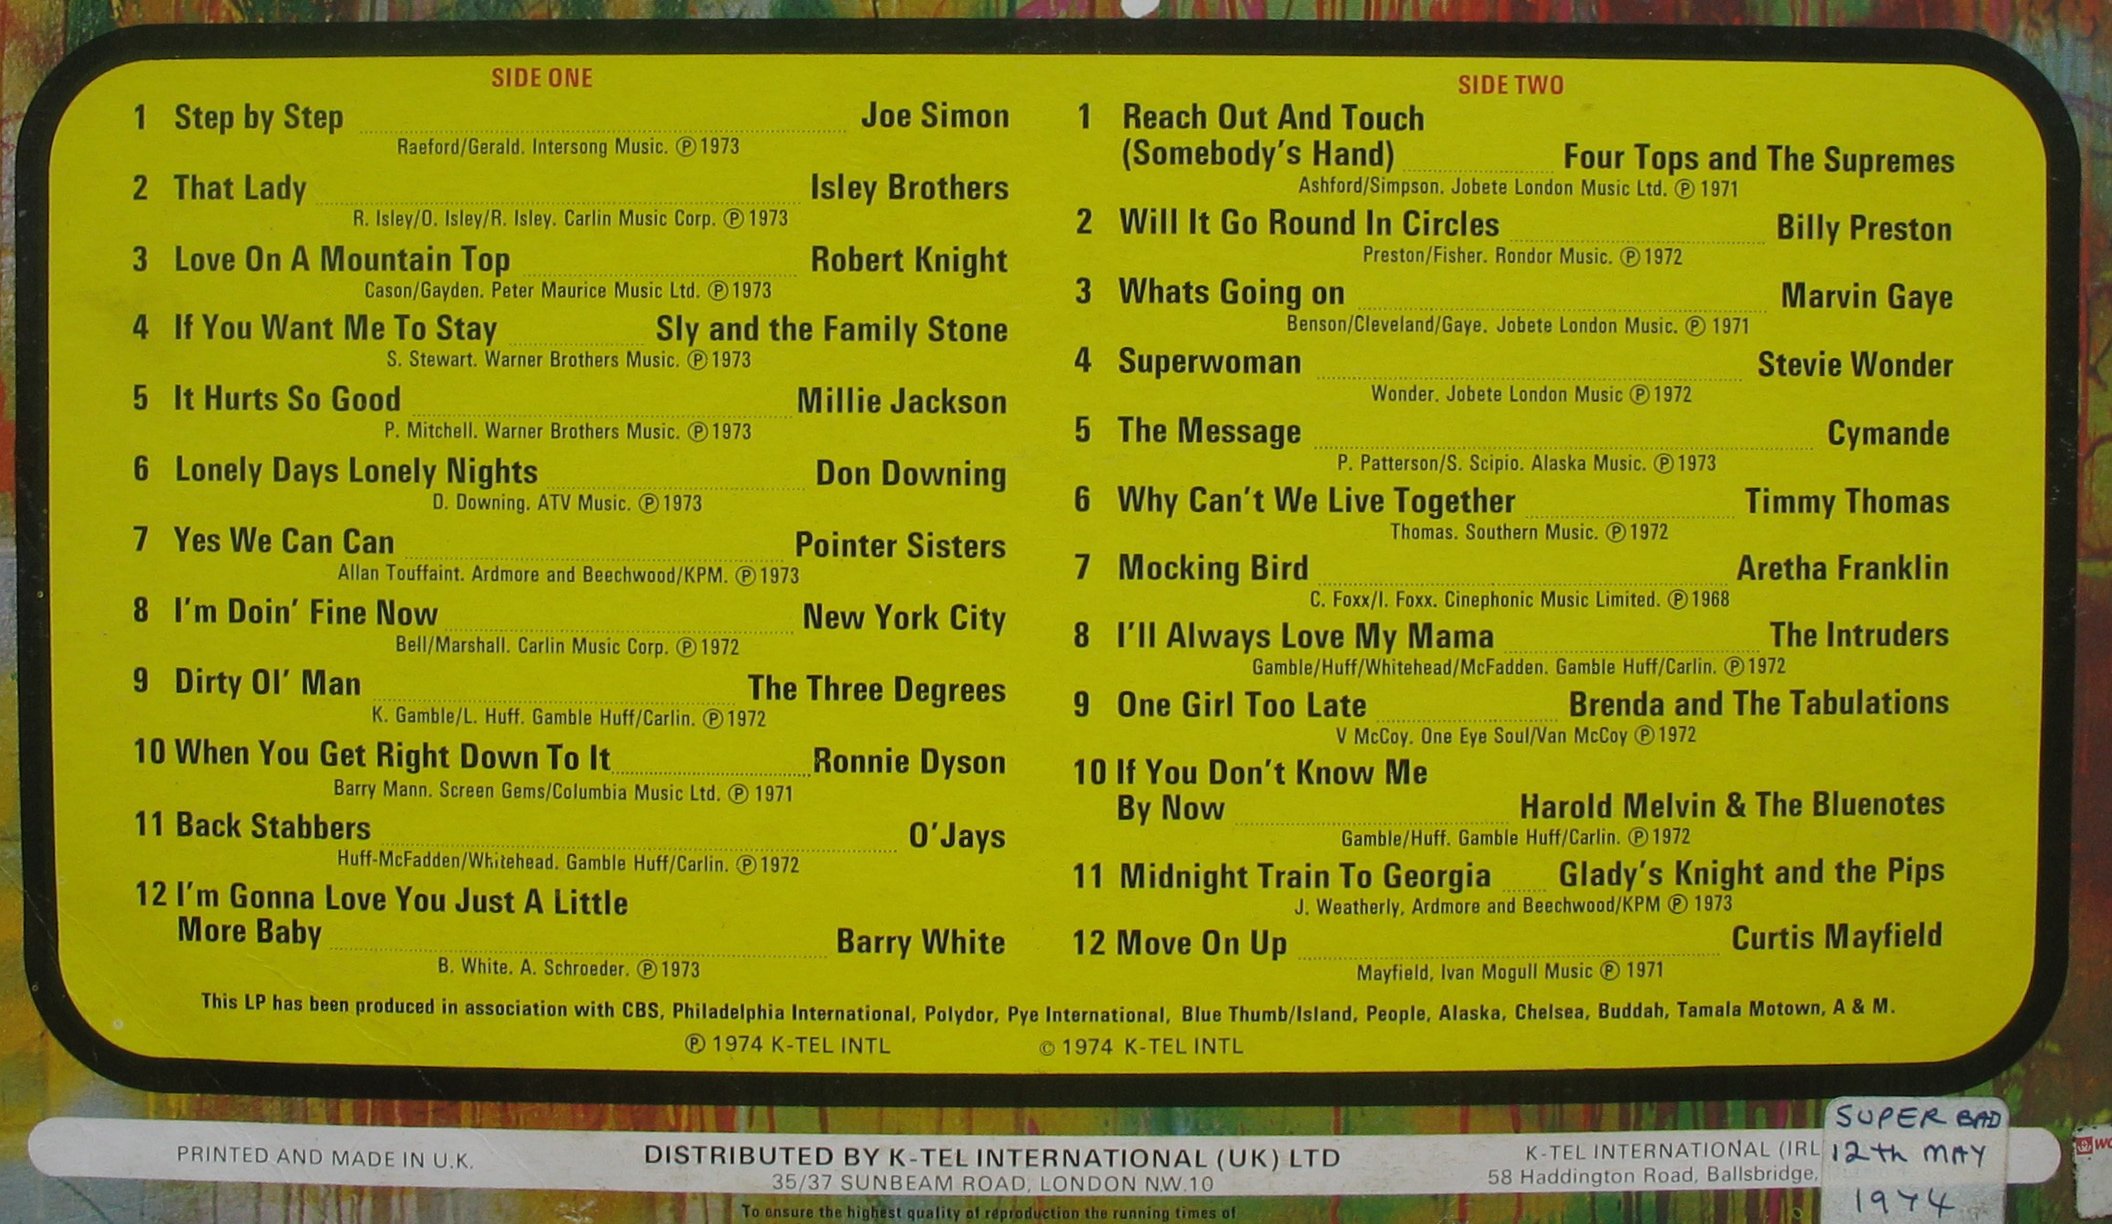 SIDE ONE
1 Step by Step Joe Simon
Raeford/Gerald. Intersong Music. ℗ 1973
2 That Lady Isley Brothers
R. Isley/O. Isley/R. Isley. Carlin Music Corp. ℗ 1973
3 Love On A Mountain Top Robert Knight
Cason/Gayden. Peter Maurice Music Ltd. ℗ 1973
4 If You Want Me To Stay Sly and the Family Stone
S. Stewart. Warner Brothers Music. ℗ 1973
5 It Hurts So Good Millie Jackson
P. Mitchell. Warner Brothers Music. ℗ 1973
6 Lonely Days Lonely Nights Don Downing
D. Downing. ATV Music. ℗ 1973
7 Yes We Can Can Pointer Sisters
Allan Touffaint. Ardmore and Beechwood/KPM. ℗ 1973
8 I'm Doin' Fine Now New York City
Bell/Marshall. Carlin Music Corp. ℗ 1972
9 Dirty Ol' Man The Three Degrees
K. Gamble/L. Huff. Gamble Huff/Carlin. ℗ 1972
10 When You Get Right Down To It Ronnie Dyson
Barry Mann. Screen Gems/Columbia Music Ltd. ℗ 1971
11 Back Stabbers O'Jays
Huff-McFadden/Whitehead. Gamble Huff/Carlin. ℗ 1972
12 I'm Gonna Love You Just A Little
More Baby Barry White
B. White. A. Schroeder. ℗ 1973
SIDE TWO
1 Reach Out And Touch
(Somebody's Hand) Four Tops and The Supremes
Ashford/Simpson. Jobete London Music Ltd. ℗ 1971
2 Will It Go Round In Circles Billy Preston
Preston/Fisher. Rondor Music. ℗ 1972
3 Whats Going on Marvin Gaye
Benson/Cleveland/Gaye. Jobete London Music. ℗ 1971
4 Superwoman Stevie Wonder
Wonder. Jobete London Music ℗ 1972
5 The Message Cymande
P. Patterson/S. Scipio. Alaska Music. ℗ 1973
6 Why Can't We Live Together Timmy Thomas
Thomas. Southern Music. ℗ 1972
7 Mocking Bird Aretha Franklin
C. Foxx/I. Foxx. Cinephonic Music Limited. ℗ 1968
8 I'll Always Love My Mama The Intruders
Gamble/Huff/Whitehead/McFadden. Gamble Huff/Carlin. ℗ 1972
9 One Girl Too Late Brenda and The Tabulations
V McCoy. One Eye Soul/Van McCoy ℗ 1972
10 If You Don't Know Me
By Now Harold Melvin & The Bluenotes
Gamble/Huff. Gamble Huff/Carlin. ℗ 1972
11 Midnight Train To Georgia Glady's Knight and the Pips
J. Weatherly, Ardmore and Beechwood/KPM ℗ 1973
12 Move On Up Curtis Mayfield
Mayfield, Ivan Mogull Music ℗ 1971
This LP has been produced in association with CBS, Philadelphia International, Polydor, Pye International, Blue Thumb/Island, People, Alaska, Chelsea, Buddah, Tamala Motown, A & M.
℗ 1974 K-TEL INTL © 1974 K-TEL INTL
PRINTED AND MADE IN U.K.
DISTRIBUTED BY K-TEL INTERNATIONAL (UK) LTD
35/37 SUNBEAM ROAD, LONDON N.W.10
K-TEL INTERNATIONAL (IRL
58 Haddington Road, Ballsbridge,
SUPER BAD
12th MAY
1974
To ensure the highest quality of reproduction the running times of